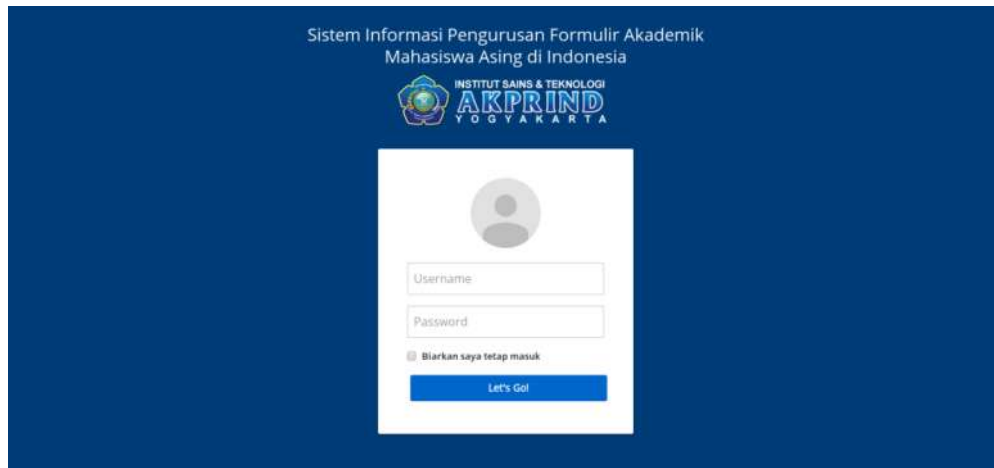 Sistem Informasi Pengurusan Formulir Akademik
Mahasiswa Asing di Indonesia
INSTITUT SAINS & TEKNOLOGI
AKPRIND
YOGYAKARTA
Username
Password
Biarkan saya tetap masuk
Let's Go!